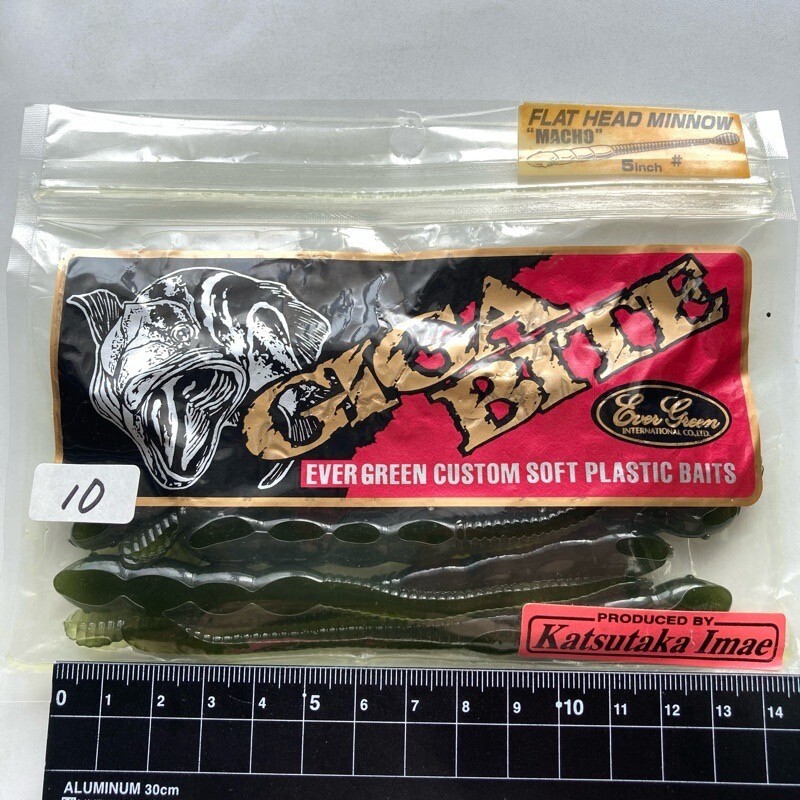 FLAT HEAD MINNOW
"MACHO"
5inch #
GIGA BITE
Ever Green
INTERNATIONAL CO.,LTD.
EVER GREEN CUSTOM SOFT PLASTIC BAITS
10
PRODUCED BY
Katsutaka Imae
0 1 2 3 4 5 6 7 8 9 10 11 12 13 14
ALUMINUM 30cm